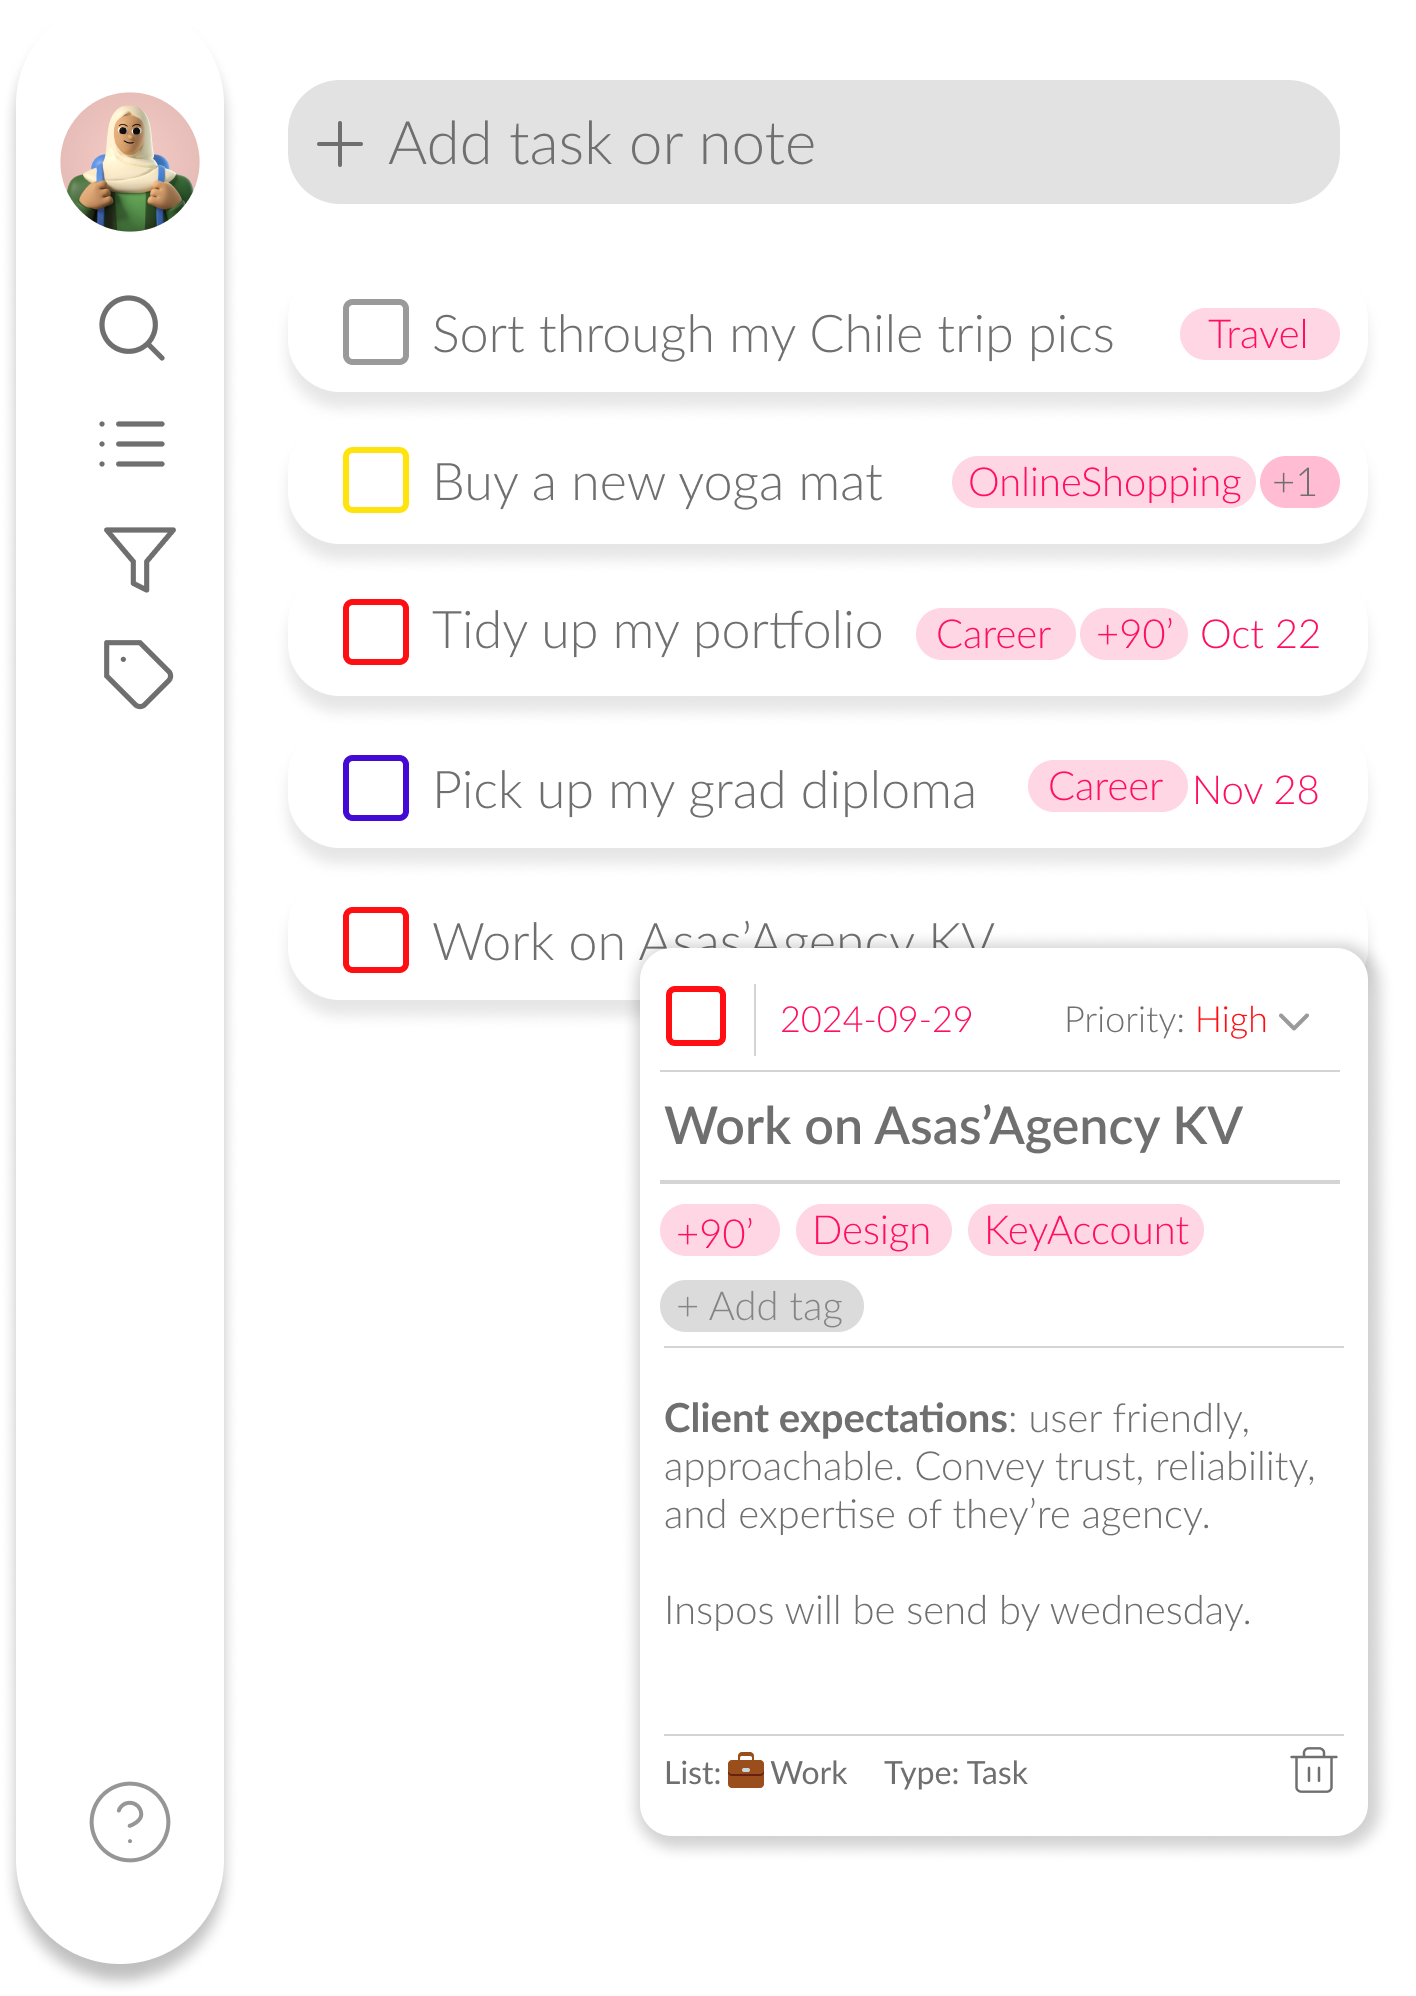 + Add task or note
Sort through my Chile trip pics Travel
Buy a new yoga mat OnlineShopping +1
Tidy up my portfolio Career +90’ Oct 22
Pick up my grad diploma Career Nov 28
Work on Asas’Agency KV
2024-09-29 Priority: High
Work on Asas’Agency KV
+90’ Design KeyAccount
+ Add tag
Client expectations: user friendly,
approachable. Convey trust, reliability,
and expertise of they’re agency.
Inspos will be send by wednesday.
List: Work Type: Task
?